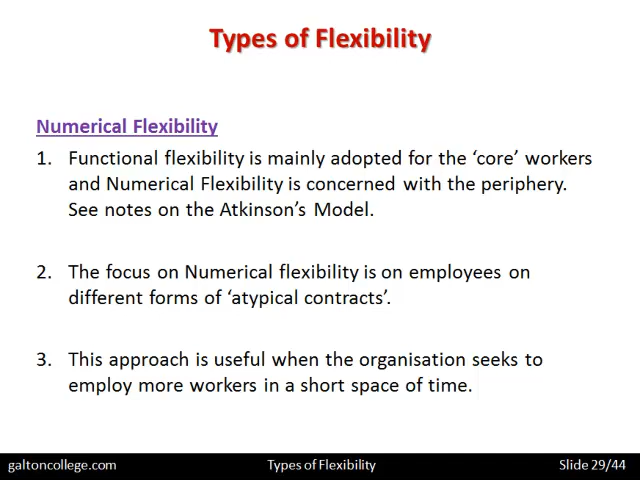 Types of Flexibility
Numerical Flexibility
1. Functional flexibility is mainly adopted for the ‘core’ workers
and Numerical Flexibility is concerned with the periphery.
See notes on the Atkinson’s Model.
2. The focus on Numerical flexibility is on employees on
different forms of ‘atypical contracts’.
3. This approach is useful when the organisation seeks to
employ more workers in a short space of time.
galtoncollege.com Types of Flexibility Slide 29/44